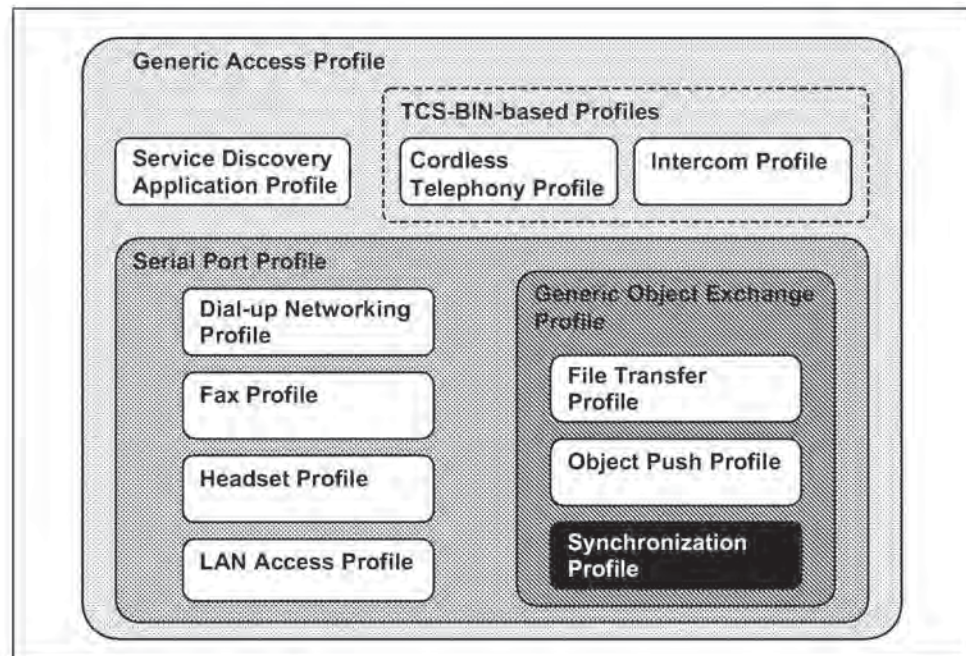 Generic Access Profile
TCS-BIN-based Profiles
Service Discovery
Application Profile
Cordless
Telephony Profile
Intercom Profile
Serial Port Profile
Dial-up Networking
Profile
Fax Profile
Headset Profile
LAN Access Profile
Generic Object Exchange
Profile
File Transfer
Profile
Object Push Profile
Synchronization
Profile